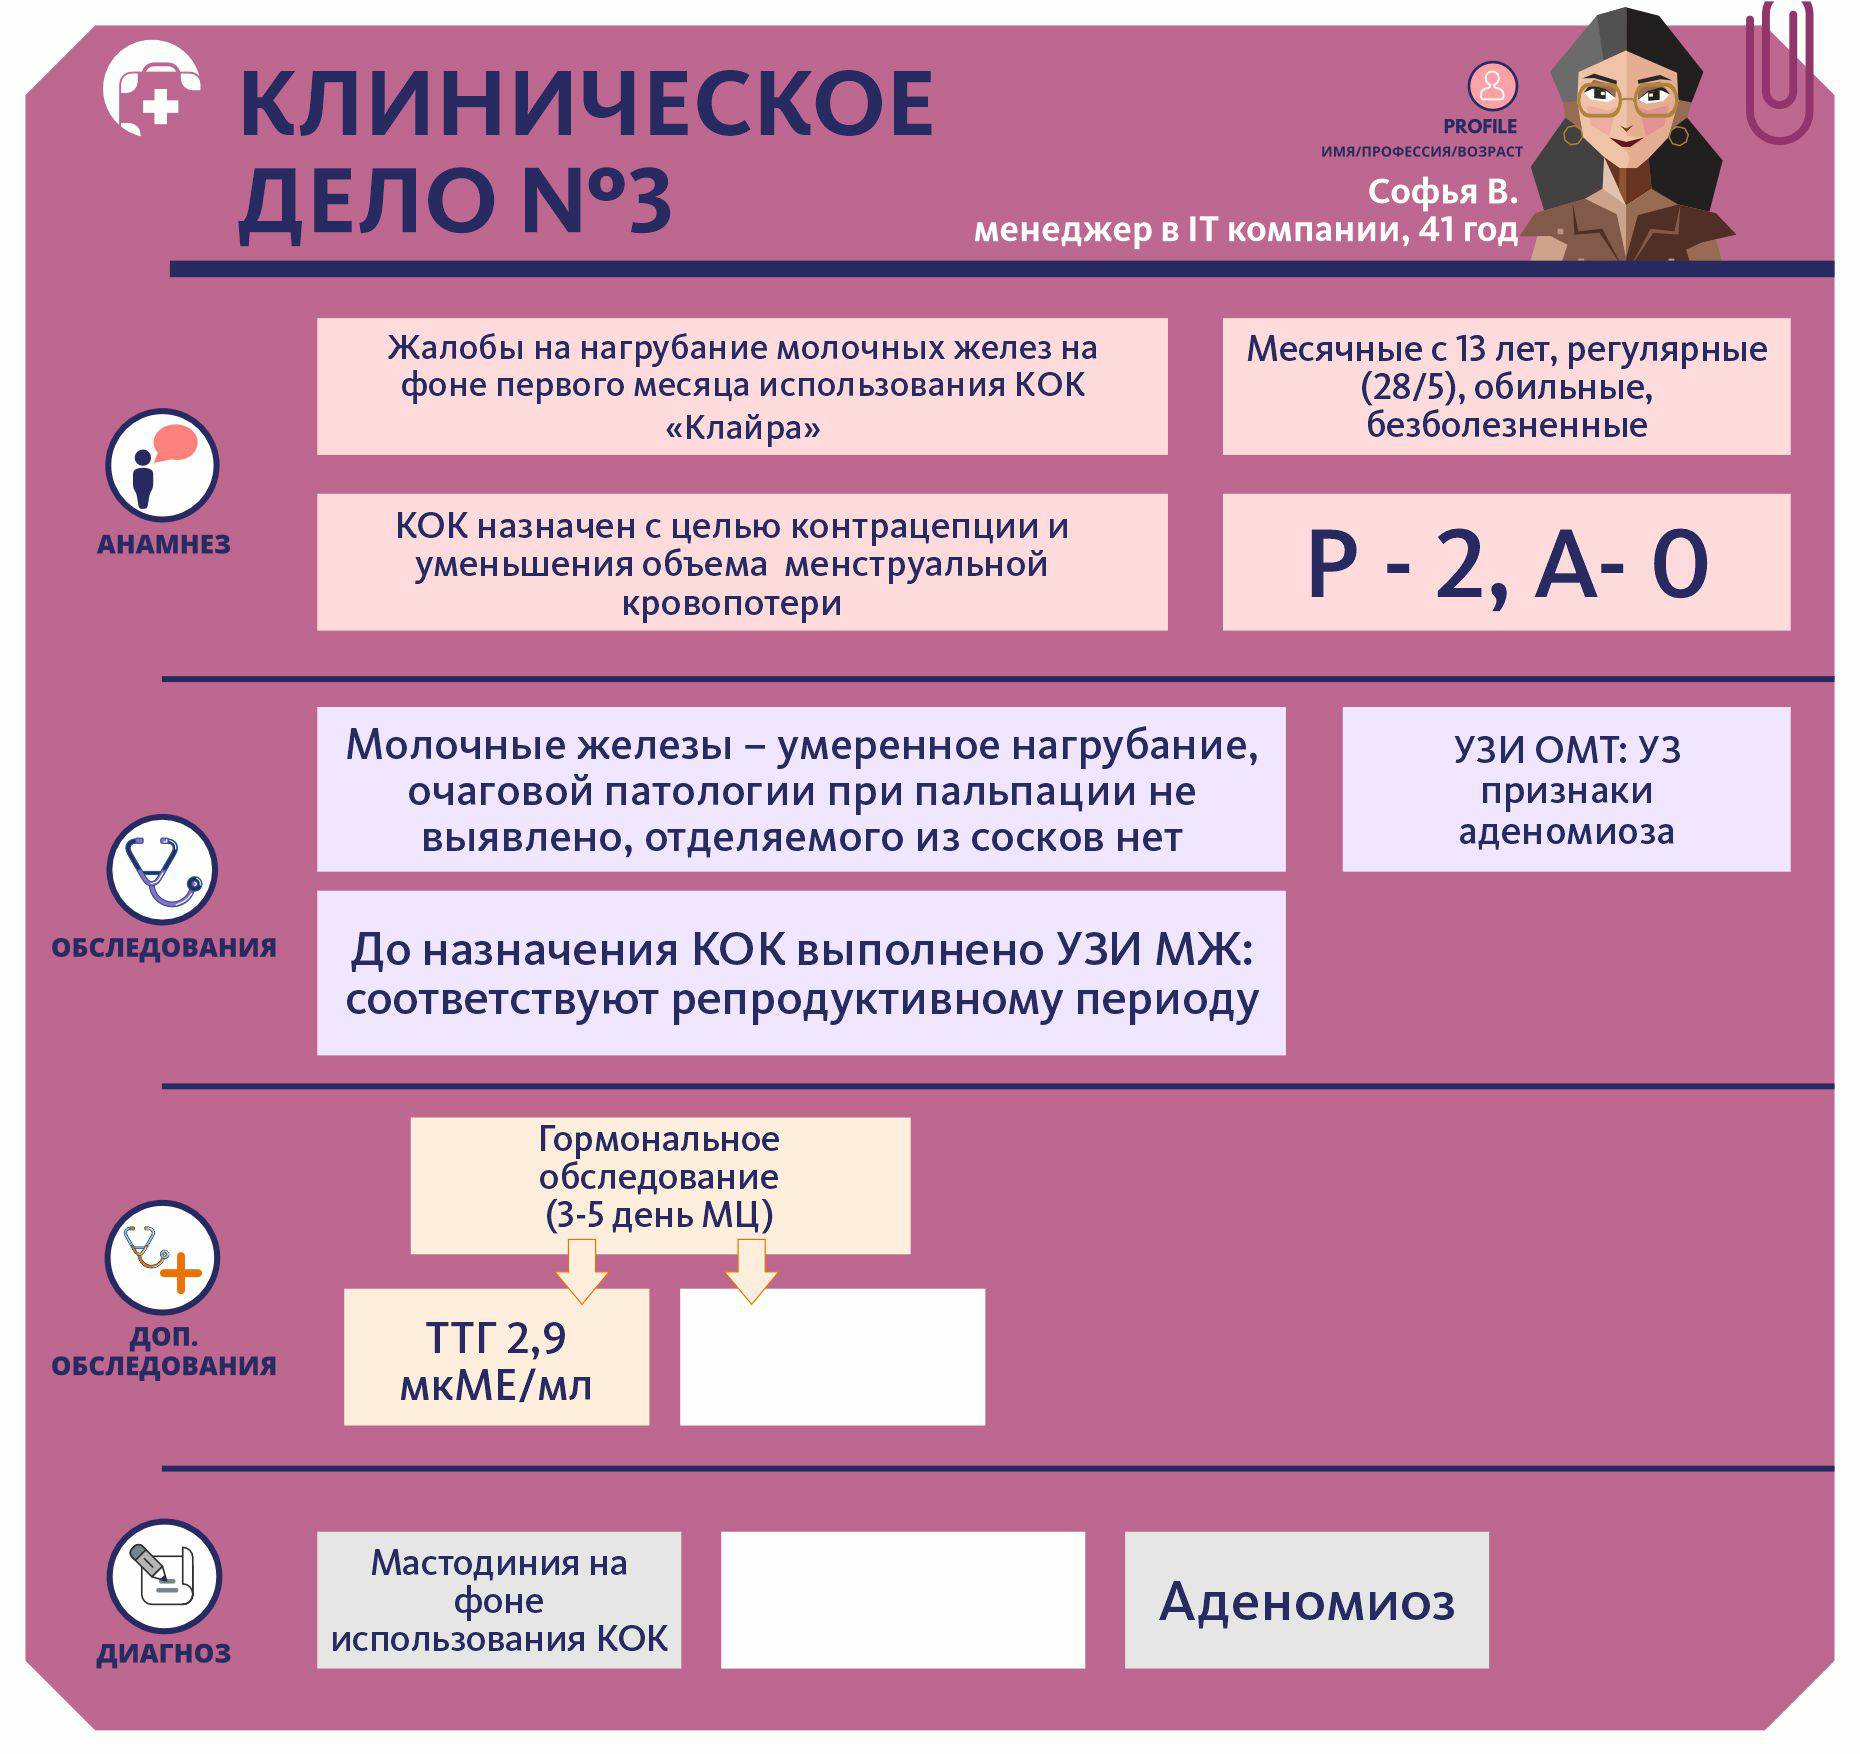 КЛИНИЧЕСКОЕ
ДЕЛО №3
PROFILE
ИМЯ/ПРОФЕССИЯ/ВОЗРАСТ
Софья В.
менеджер в IT компании, 41 год
АНАМНЕЗ
Жалобы на нагрубание молочных желез на
фоне первого месяца использования КОК
«Клайра»
Месячные с 13 лет, регулярные
(28/5), обильные,
безболезненные
КОК назначен с целью контрацепции и
уменьшения объема менструальной
кровопотери
Р - 2, А- 0
ОБСЛЕДОВАНИЯ
Молочные железы – умеренное нагрубание,
очаговой патологии при пальпации не
выявлено, отделяемого из сосков нет
УЗИ ОМТ: УЗ
признаки
аденомиоза
До назначения КОК выполнено УЗИ МЖ:
соответствуют репродуктивному периоду
ДОП.
ОБСЛЕДОВАНИЯ
Гормональное
обследование
(3-5 день МЦ)
ТТГ 2,9
мкМЕ/мл
ДИАГНОЗ
Мастодиния на
фоне
использования КОК
Аденомиоз